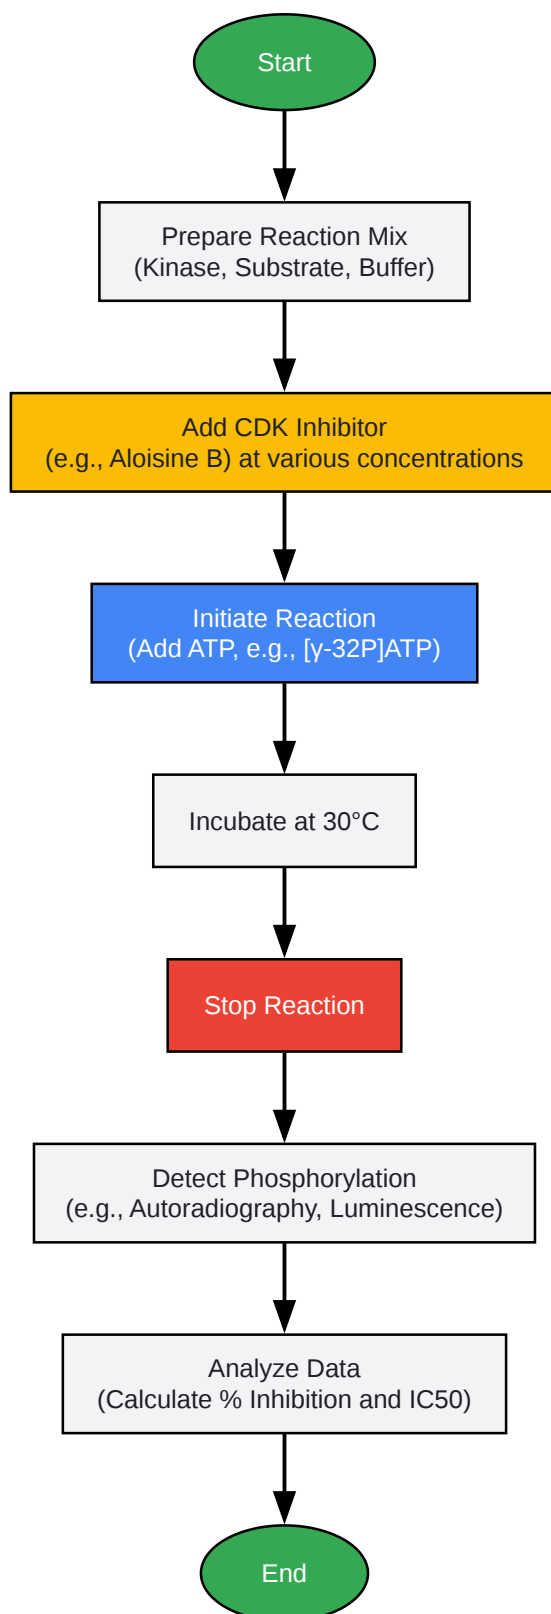 Start
Prepare Reaction Mix
(Kinase, Substrate, Buffer)
Add CDK Inhibitor
(e.g., Aloisine B) at various concentrations
Initiate Reaction
(Add ATP, e.g., [γ-32P]ATP)
Incubate at 30°C
Stop Reaction
Detect Phosphorylation
(e.g., Autoradiography, Luminescence)
Analyze Data
(Calculate % Inhibition and IC50)
End